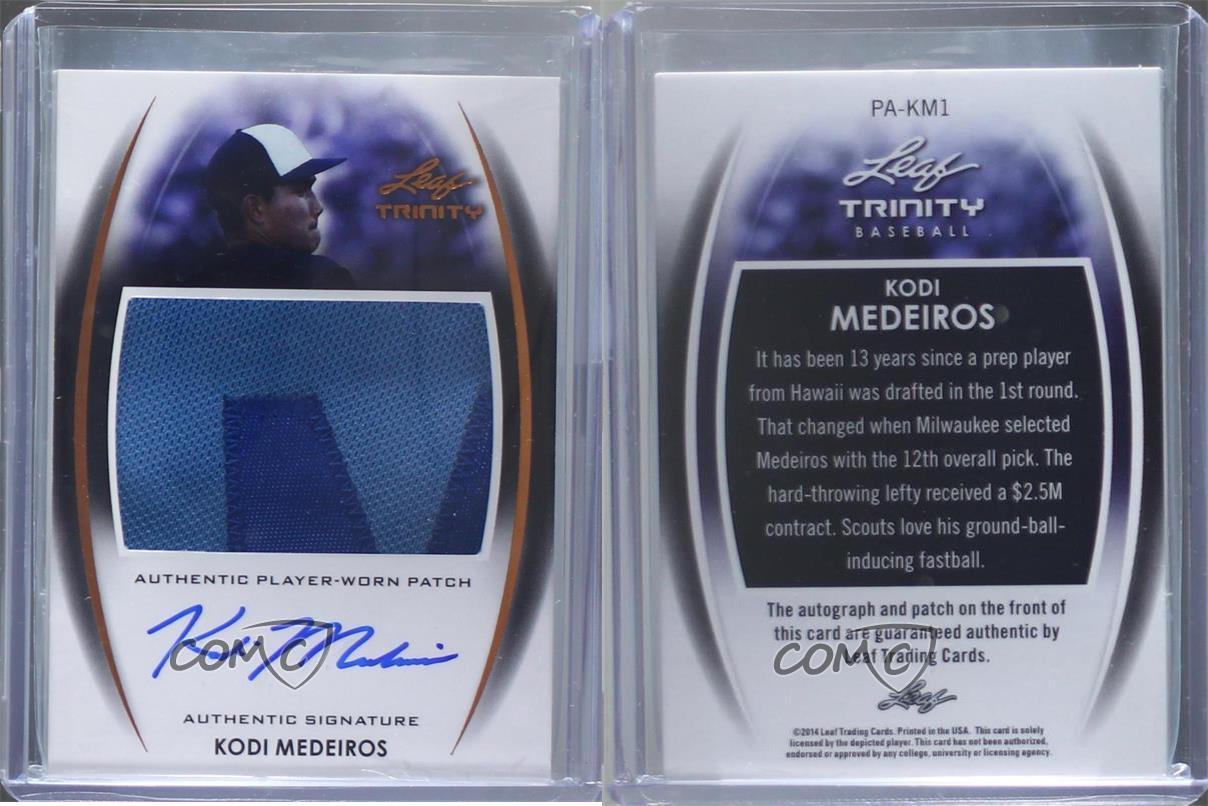 Leaf
TRINITY
AUTHENTIC PLAYER-WORN PATCH
Kodi Medeiros
COMC
AUTHENTIC SIGNATURE
KODI MEDEIROS
PA-KM1
Leaf
TRINITY
BASEBALL
KODI
MEDEIROS
It has been 13 years since a prep player
from Hawaii was drafted in the 1st round.
That changed when Milwaukee selected
Medeiros with the 12th overall pick. The
hard-throwing lefty received a $2.5M
contract. Scouts love his ground-ball-
inducing fastball.
The autograph and patch on the front of
this card are guaranteed authentic by
Leaf Trading Cards.
COMC
Leaf
©2014 Leaf Trading Cards. Printed in the USA. This card is solely
licensed by the depicted player. This card has not been authorized,
endorsed or approved by any college, university or licensing agency.